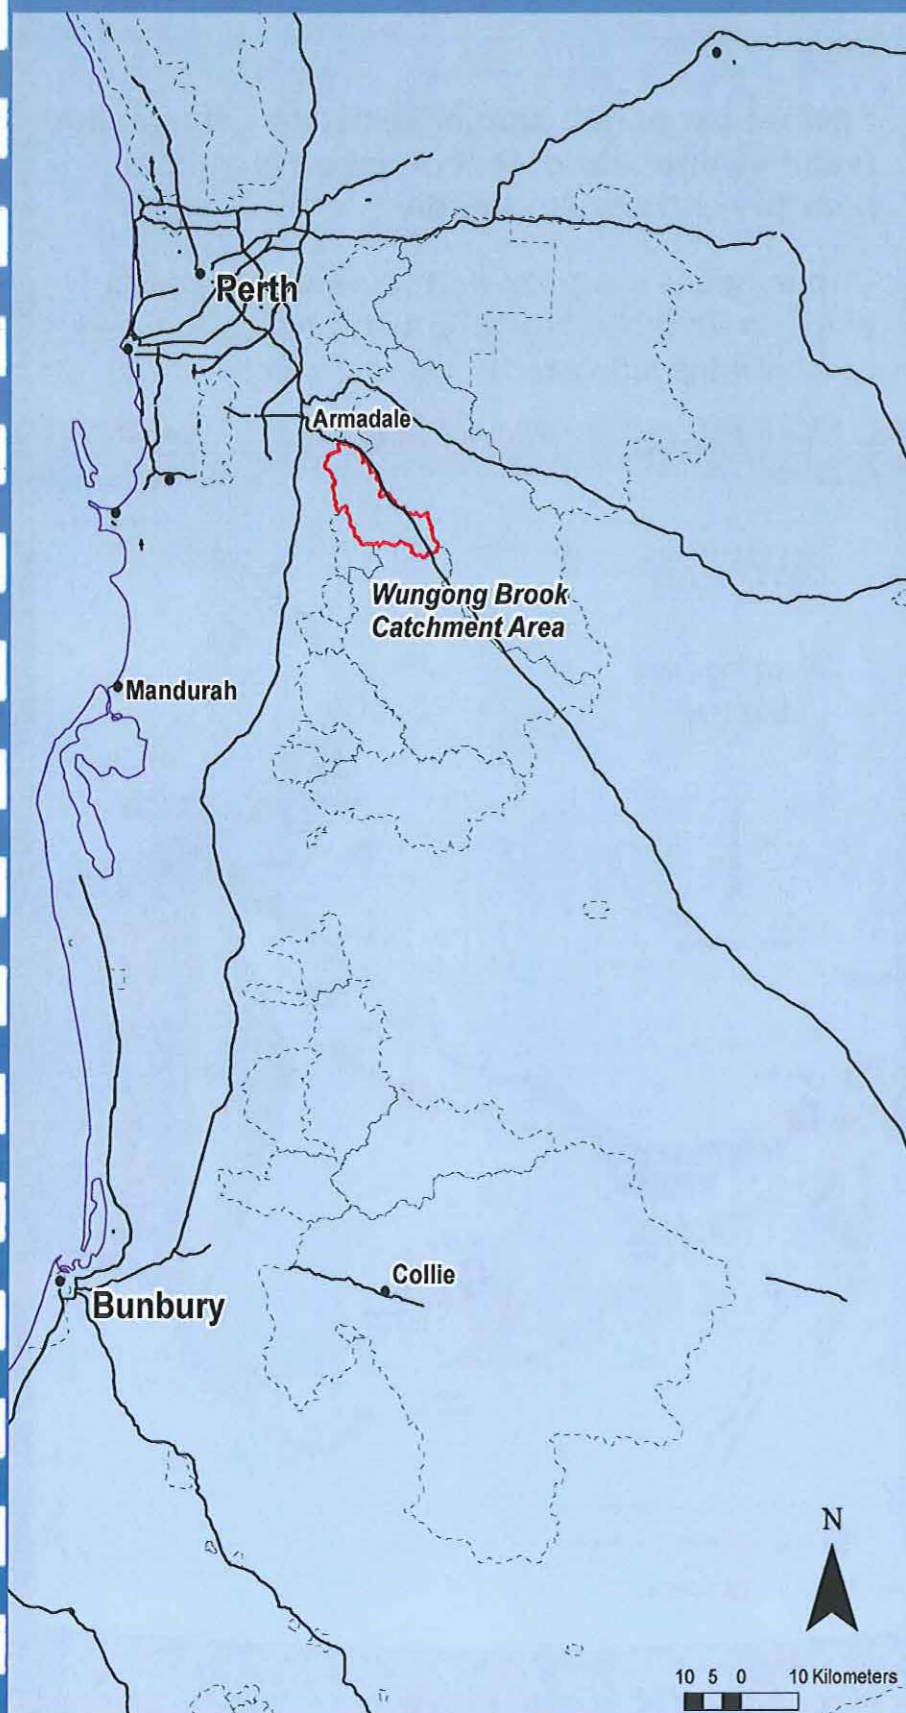 Perth
Armadale
Wungong Brook
Catchment Area
Mandurah
Collie
Bunbury
N
10 5 0 10 Kilometers